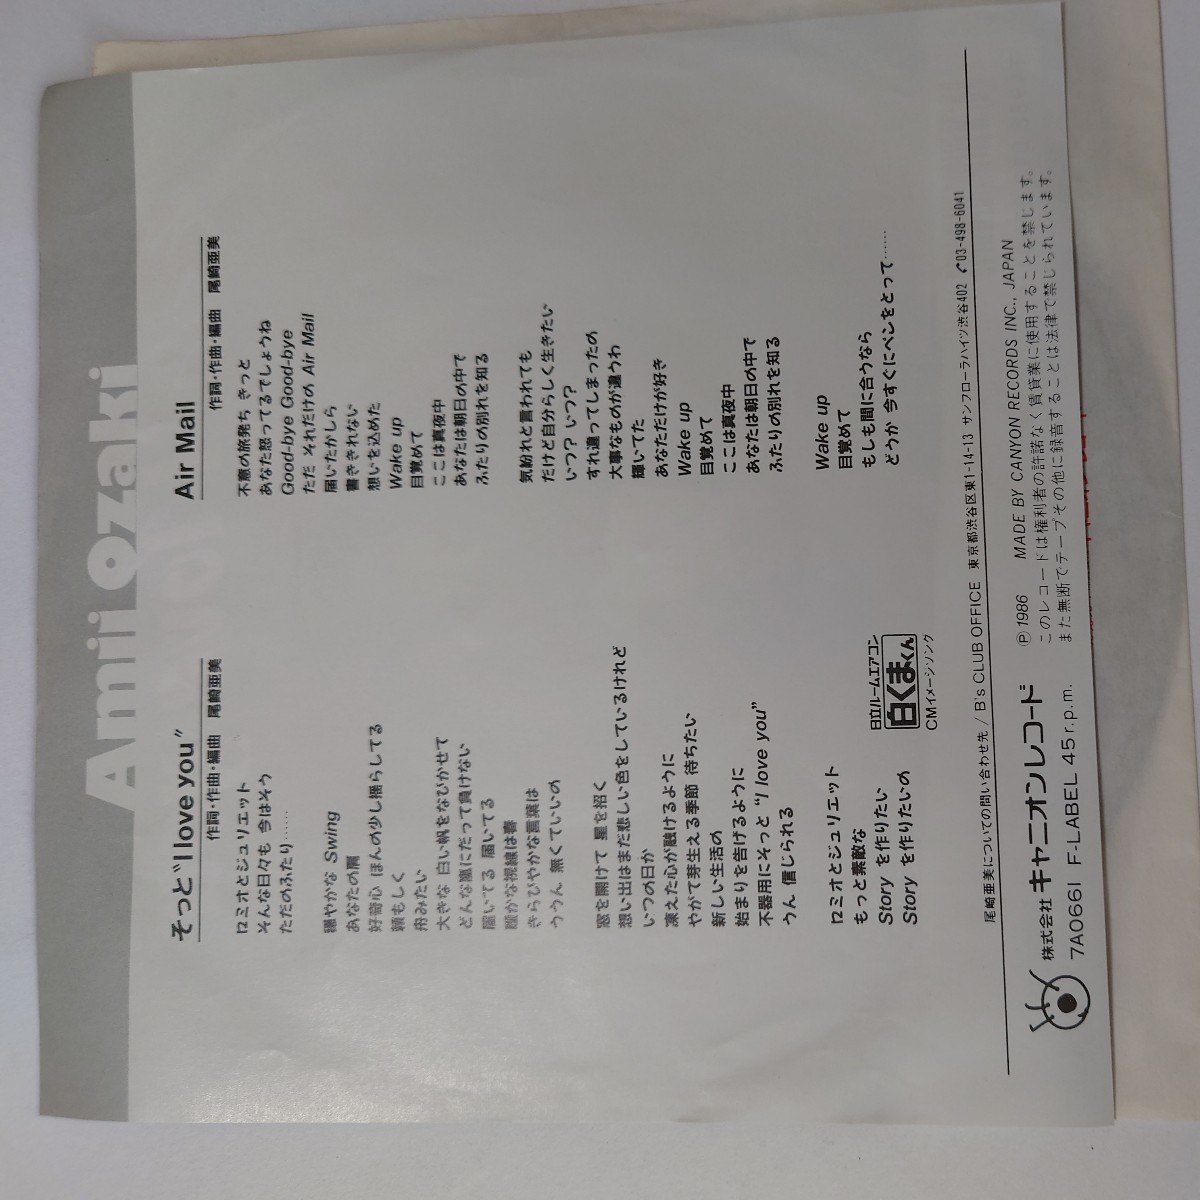 Amii Ozaki
そっと"I love you"
作詞・作曲・編曲 尾崎亜美
ロミオとジュリエット
そんな日々も 今はそう
ただのふたり……
穏やかな Swing
あなたの隣
好奇心 ほんの少し揺らしてる
頼もしく
舟みたい
大きな 白い帆をなびかせて
どんな嵐にだって負けない
届いてる 届いてる
暖かな視線は春
きらびやかな言葉は
ううん 無くていいの
窓を開けて 星を招く
想い出はまだ悲しい色をしているけれど
いつの日か
凍えた心が融けるように
やがて芽生える季節 待ちたい
新しい生活の
始まりを告げるように
不器用にそっと "I love you"
うん 信じられる
ロミオとジュリエット
もっと素敵な
Story を作りたい
Story を作りたいの
Air Mail
作詞・作曲・編曲 尾崎亜美
不意の旅発ち きっと
あなた怒ってるでしょうね
Good-bye Good-bye
ただ それだけの Air Mail
届いたかしら
書ききれない
想いを込めた
Wake up
目覚めて
ここは真夜中
あなたは朝日の中で
ふたりの別れを知る
気紛れと言われても
だけど自分らしく生きたい
いつ? いつ?
すれ違ってしまったの
大事なものが違うわ
聴いてた
あなただけが好き
Wake up
目覚めて
ここは真夜中
あなたは朝日の中で
ふたりの別れを知る
Wake up
目覚めて
もしも間に合うなら
どうか 今すぐにペンをとって……
日立ルームエアコン
白くまくん
CMイメージソング
尾崎亜美についての問い合わせ先 / B's CLUB OFFICE 東京都渋谷区東1-14-13 サンフローラハイツ渋谷402 ✆03-498-6041
株式会社 キャニオンレコード
7A0661 F-LABEL 45 r.p.m.
Ⓟ1986 MADE BY CANYON RECORDS INC., JAPAN
このレコードは権利者の許諾なく賃貸業に使用することを禁じます。
また無断でテープその他に録音することは法律で禁じられています。